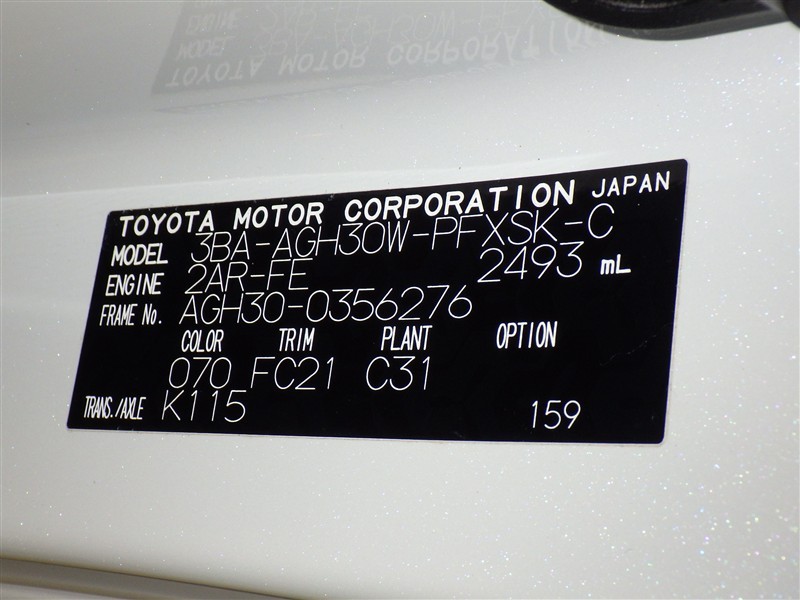 TOYOTA MOTOR CORPORATION JAPAN
MODEL 3BA-AGH30W-PFXSK-C
ENGINE 2AR-FE 2493 mL
FRAME No. AGH30-0356276
COLOR TRIM PLANT OPTION
070 FC21 C31
TRANS./AXLE K115 159